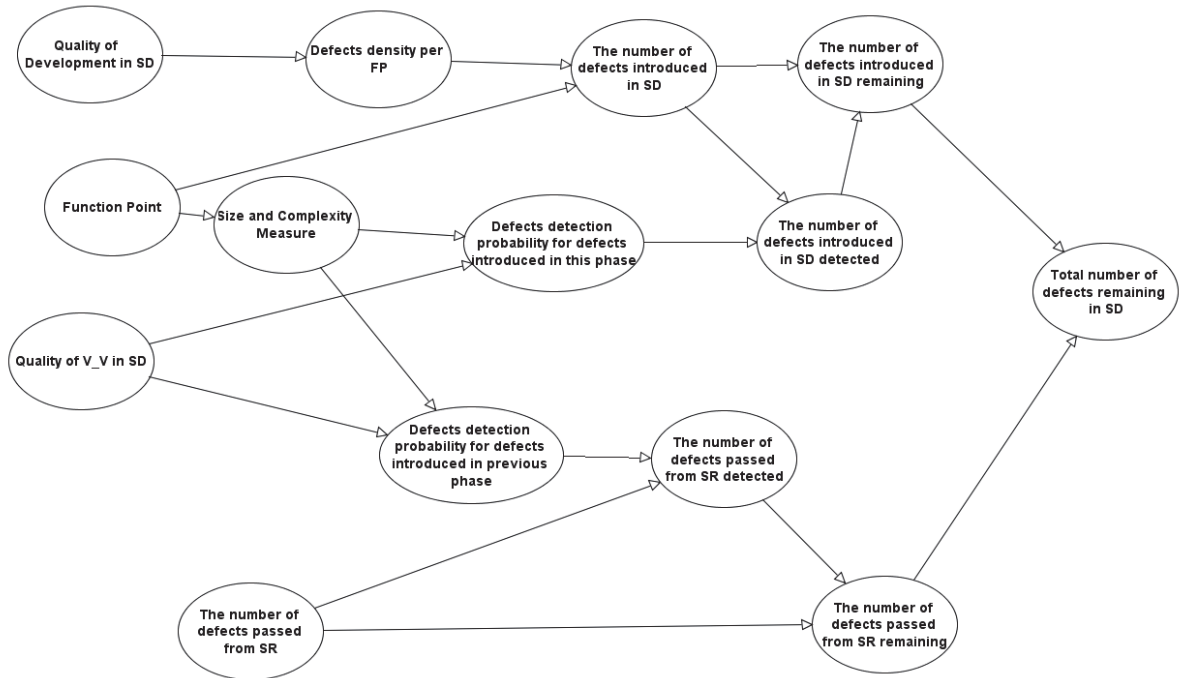 Quality of
Development in SD
Defects density per
FP
The number of
defects introduced
in SD
The number of
defects introduced
in SD remaining
Function Point
Size and Complexity
Measure
Defects detection
probability for defects
introduced in this phase
The number of
defects introduced
in SD detected
Total number of
defects remaining
in SD
Quality of V_V in SD
Defects detection
probability for defects
introduced in previous
phase
The number of
defects passed
from SR detected
The number of
defects passed
from SR
The number of
defects passed
from SR remaining